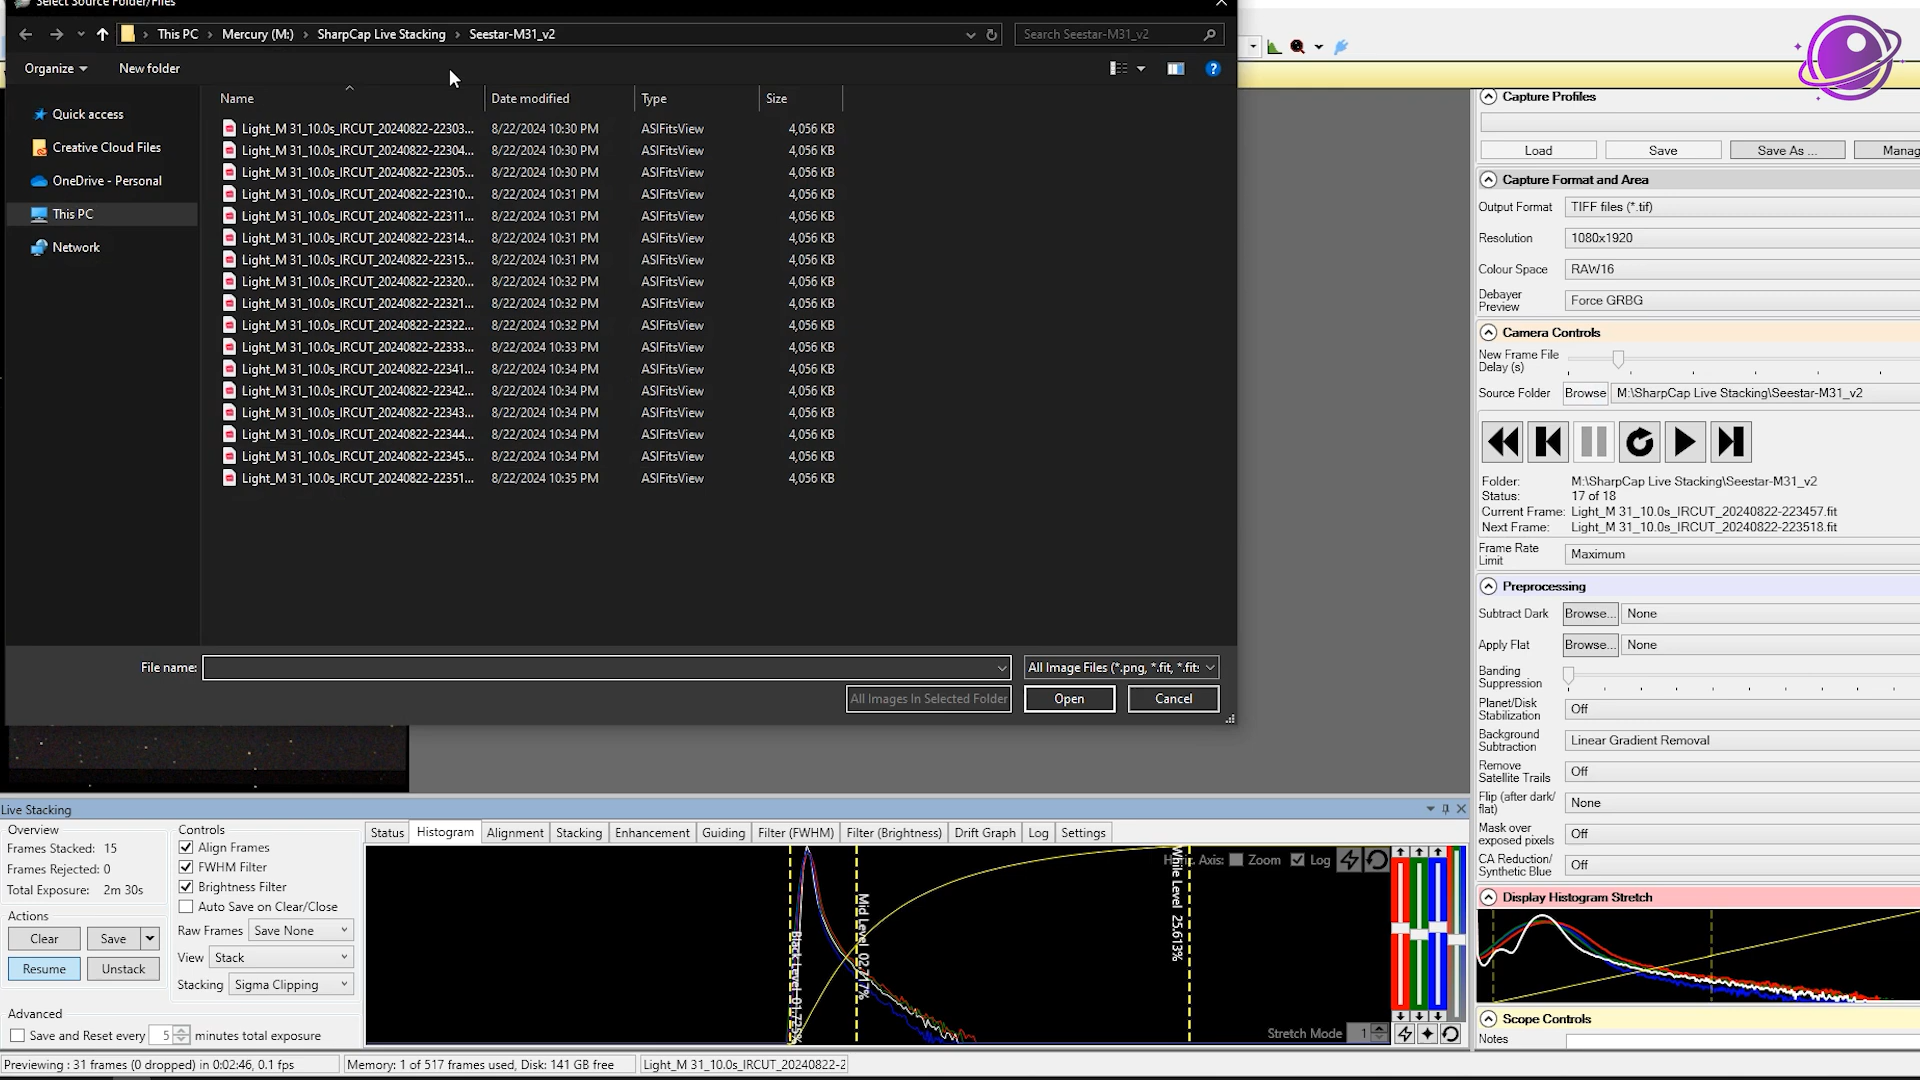 Select Source Folder/Files
This PC > Mercury (M:) > SharpCap Live Stacking > Seestar-M31_v2
Search Seestar-M31_v2
Organize
New folder
Name Date modified Type Size
Quick access
Creative Cloud Files
OneDrive - Personal
This PC
Network
Light_M 31_10.0s_IRCUT_20240822-22303... 8/22/2024 10:30 PM ASIFitsView 4,056 KB
Light_M 31_10.0s_IRCUT_20240822-22304... 8/22/2024 10:30 PM ASIFitsView 4,056 KB
Light_M 31_10.0s_IRCUT_20240822-22305... 8/22/2024 10:30 PM ASIFitsView 4,056 KB
Light_M 31_10.0s_IRCUT_20240822-22310... 8/22/2024 10:31 PM ASIFitsView 4,056 KB
Light_M 31_10.0s_IRCUT_20240822-22311... 8/22/2024 10:31 PM ASIFitsView 4,056 KB
Light_M 31_10.0s_IRCUT_20240822-22314... 8/22/2024 10:31 PM ASIFitsView 4,056 KB
Light_M 31_10.0s_IRCUT_20240822-22315... 8/22/2024 10:31 PM ASIFitsView 4,056 KB
Light_M 31_10.0s_IRCUT_20240822-22320... 8/22/2024 10:32 PM ASIFitsView 4,056 KB
Light_M 31_10.0s_IRCUT_20240822-22321... 8/22/2024 10:32 PM ASIFitsView 4,056 KB
Light_M 31_10.0s_IRCUT_20240822-22322... 8/22/2024 10:32 PM ASIFitsView 4,056 KB
Light_M 31_10.0s_IRCUT_20240822-22333... 8/22/2024 10:33 PM ASIFitsView 4,056 KB
Light_M 31_10.0s_IRCUT_20240822-22341... 8/22/2024 10:34 PM ASIFitsView 4,056 KB
Light_M 31_10.0s_IRCUT_20240822-22342... 8/22/2024 10:34 PM ASIFitsView 4,056 KB
Light_M 31_10.0s_IRCUT_20240822-22343... 8/22/2024 10:34 PM ASIFitsView 4,056 KB
Light_M 31_10.0s_IRCUT_20240822-22344... 8/22/2024 10:34 PM ASIFitsView 4,056 KB
Light_M 31_10.0s_IRCUT_20240822-22345... 8/22/2024 10:34 PM ASIFitsView 4,056 KB
Light_M 31_10.0s_IRCUT_20240822-22351... 8/22/2024 10:35 PM ASIFitsView 4,056 KB
File name:
All Image Files (*.png, *.fit, *.fits
All Images In Selected Folder
Open
Cancel
Capture Profiles
Load Save Save As ... Manag
Capture Format and Area
Output Format TIFF files (*.tif)
Resolution 1080x1920
Colour Space RAW16
Debayer Preview Force GRBG
Camera Controls
New Frame File Delay (s)
Source Folder Browse M:\SharpCap Live Stacking\Seestar-M31_v2
Folder: M:\SharpCap Live Stacking\Seestar-M31_v2
Status: 17 of 18
Current Frame: Light_M 31_10.0s_IRCUT_20240822-223457.fit
Next Frame: Light_M 31_10.0s_IRCUT_20240822-223518.fit
Frame Rate Limit Maximum
Preprocessing
Subtract Dark Browse... None
Apply Flat Browse... None
Banding Suppression
Planet/Disk Stabilization Off
Background Subtraction Linear Gradient Removal
Remove Satellite Trails Off
Flip (after dark/flat) None
Mask over exposed pixels Off
CA Reduction/Synthetic Blue Off
Display Histogram Stretch
Scope Controls
Notes
Live Stacking
Overview
Frames Stacked: 15
Frames Rejected: 0
Total Exposure: 2m 30s
Actions
Clear Save
Resume Unstack
Advanced
Save and Reset every 5 minutes total exposure
Controls
Align Frames
FWHM Filter
Brightness Filter
Auto Save on Clear/Close
Raw Frames Save None
View Stack
Stacking Sigma Clipping
Status Histogram Alignment Stacking Enhancement Guiding Filter (FWHM) Filter (Brightness) Drift Graph Log Settings
Axis: Zoom Log
Black Level 01.725%
Mid Level 02.717%
White Level 25.613%
Stretch Mode 1
Previewing : 31 frames (0 dropped) in 0:02:46, 0.1 fps
Memory: 1 of 517 frames used, Disk: 141 GB free
Light_M 31_10.0s_IRCUT_20240822-2